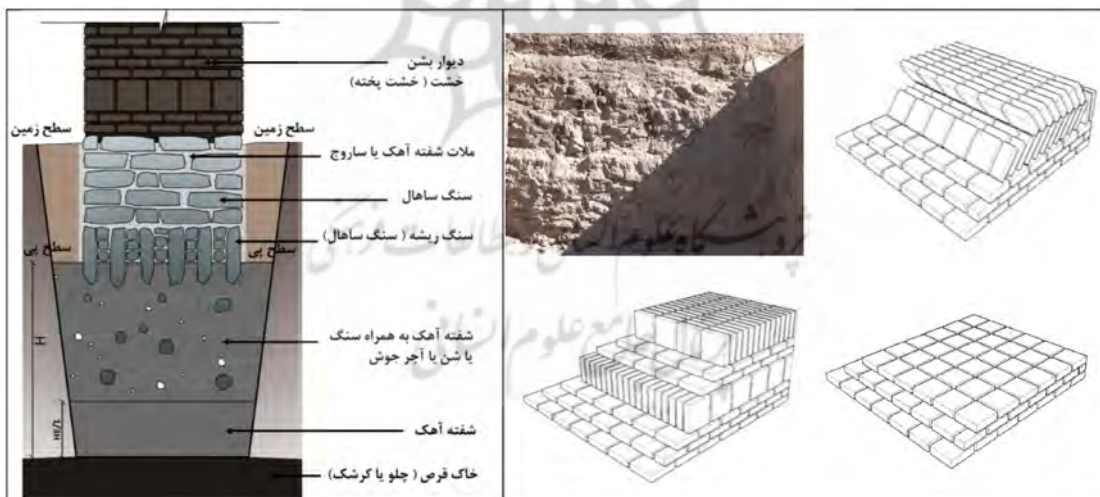 دیوار بشن
خشت ( خشت پخته)
سطح زمین
سطح زمین
ملات شفته آهک یا ساروج
سنگ ساهال
سنگ ریشه ( سنگ ساهال)
سطح پی
سطح پی
H
شفته آهک به همراه سنگ
یا شن یا آجر جوش
شفته آهک
خاک قرص ( چلو یا کرشک)